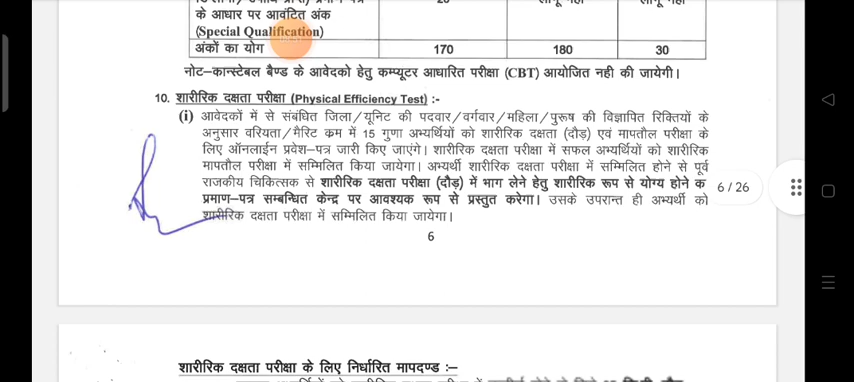 के आधार पर आवंटित अंक
(Special Qualification)
अंकों का योग 170 180 30
नोट–कान्स्टेबल बैण्ड के आवेदको हेतु कम्प्यूटर आधारित परीक्षा (CBT) आयोजित नही की जायेगी।
10. शारीरिक दक्षता परीक्षा (Physical Efficiency Test) :-
(i) आवेदकों में से संबंधित जिला/यूनिट की पदवार/वर्गवार/महिला/पुरूष की विज्ञापित रिक्तियों के
अनुसार वरियता/मैरिट क्रम में 15 गुणा अभ्यर्थियों को शारीरिक दक्षता (दौड़) एवं मापतौल परीक्षा के
लिए ऑनलाईन प्रवेश–पत्र जारी किए जाएंगे। शारीरिक दक्षता परीक्षा में सफल अभ्यर्थियों को शारीरिक
मापतौल परीक्षा में सम्मिलित किया जायेगा। अभ्यर्थी शारीरिक दक्षता परीक्षा में सम्मिलित होने से पूर्व
राजकीय चिकित्सक से शारीरिक दक्षता परीक्षा (दौड़) में भाग लेने हेतु शारीरिक रूप से योग्य होने क
प्रमाण–पत्र सम्बन्धित केन्द्र पर आवश्यक रूप से प्रस्तुत करेगा। उसके उपरान्त ही अभ्यर्थी को
शारीरिक दक्षता परीक्षा में सम्मिलित किया जायेगा।
6 / 26
6
शारीरिक दक्षता परीक्षा के लिए निर्धारित मापदण्ड :–